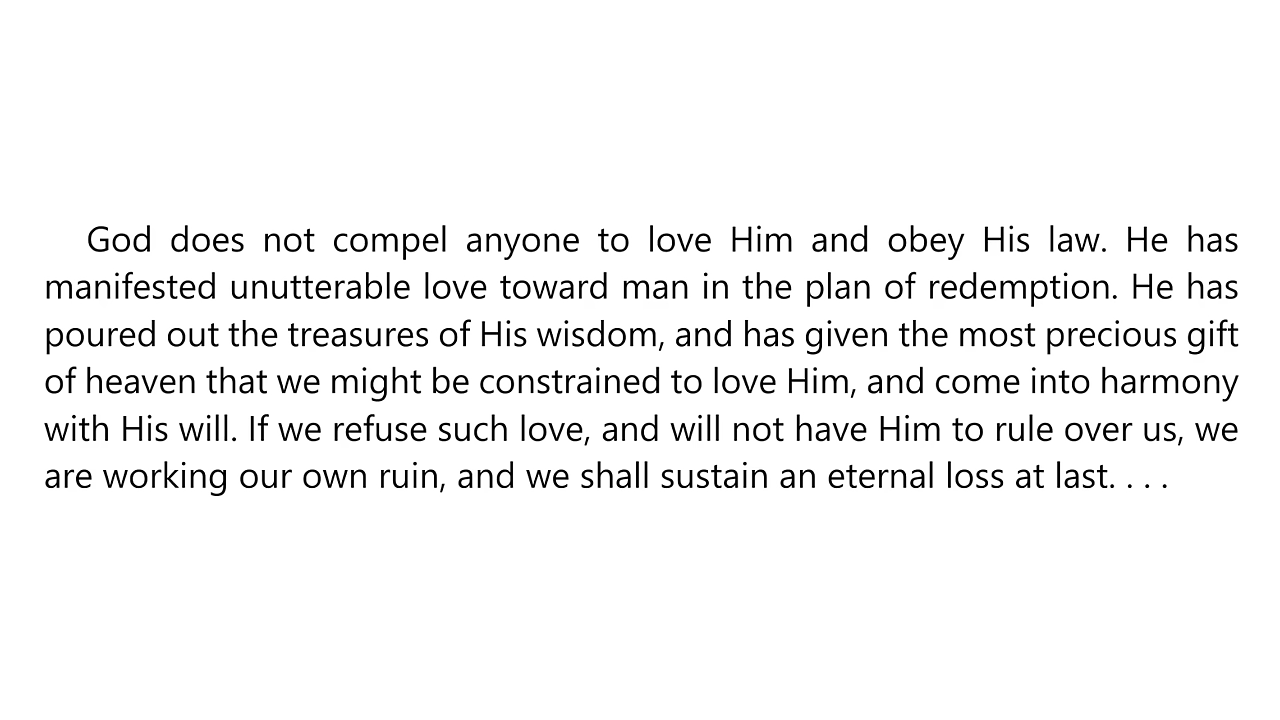 God does not compel anyone to love Him and obey His law. He has
manifested unutterable love toward man in the plan of redemption. He has
poured out the treasures of His wisdom, and has given the most precious gift
of heaven that we might be constrained to love Him, and come into harmony
with His will. If we refuse such love, and will not have Him to rule over us, we
are working our own ruin, and we shall sustain an eternal loss at last. . . .